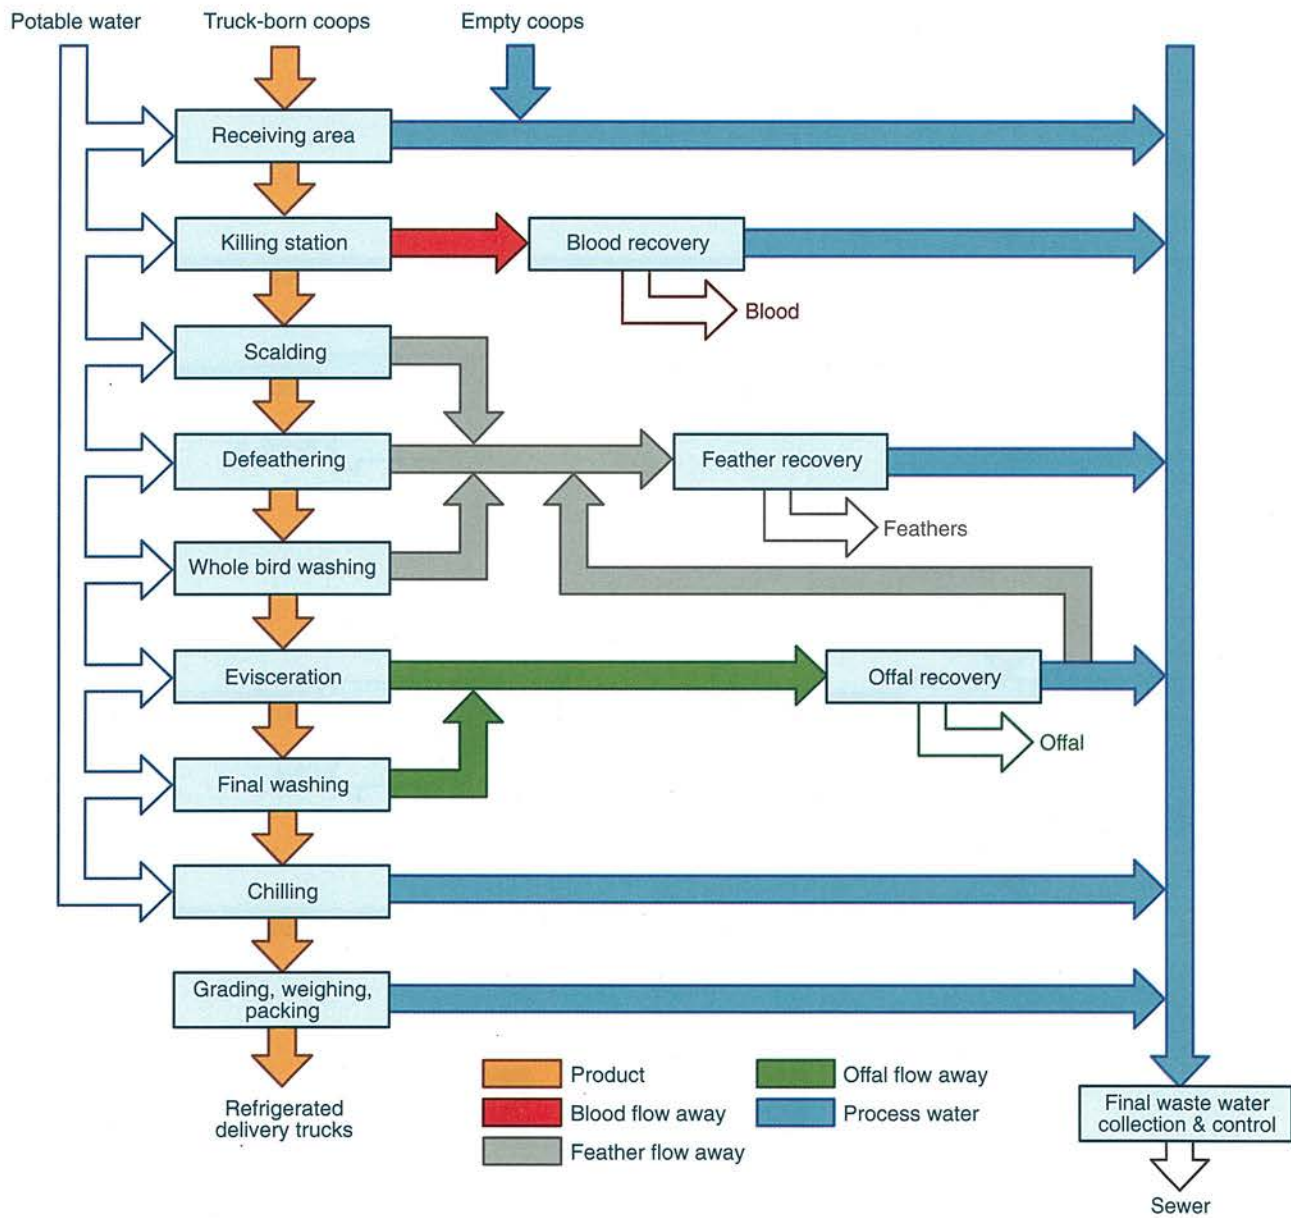 Potable water
Truck-born coops
Empty coops
Receiving area
Killing station
Blood recovery
Blood
Scalding
Defeathering
Feather recovery
Feathers
Whole bird washing
Evisceration
Offal recovery
Offal
Final washing
Chilling
Grading, weighing,
packing
Refrigerated
delivery trucks
Product
Blood flow away
Feather flow away
Offal flow away
Process water
Final waste water
collection & control
Sewer